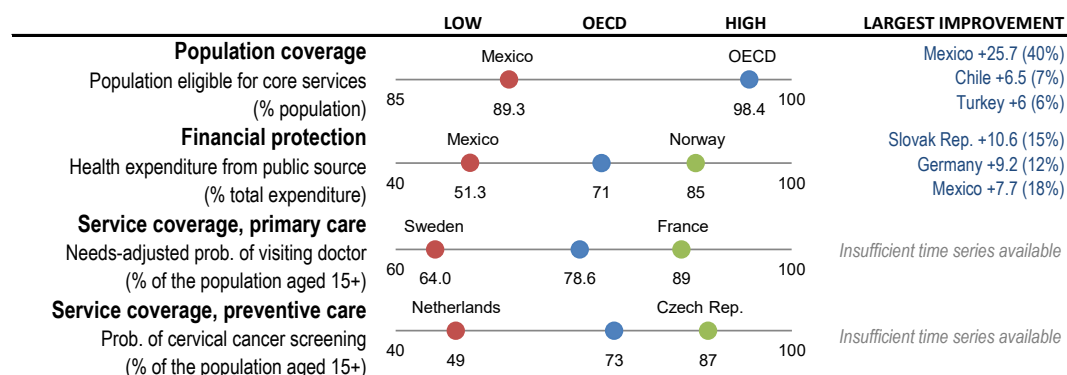 LOW OECD HIGH LARGEST IMPROVEMENT
Population coverage
Population eligible for core services
(% population)
Mexico OECD
85 89.3 98.4 100
Mexico +25.7 (40%)
Chile +6.5 (7%)
Turkey +6 (6%)
Financial protection
Health expenditure from public source
(% total expenditure)
Mexico Norway
40 51.3 71 85 100
Slovak Rep. +10.6 (15%)
Germany +9.2 (12%)
Mexico +7.7 (18%)
Service coverage, primary care
Needs-adjusted prob. of visiting doctor
(% of the population aged 15+)
Sweden France
60 64.0 78.6 89 100
Insufficient time series available
Service coverage, preventive care
Prob. of cervical cancer screening
(% of the population aged 15+)
Netherlands Czech Rep.
40 49 73 87 100
Insufficient time series available